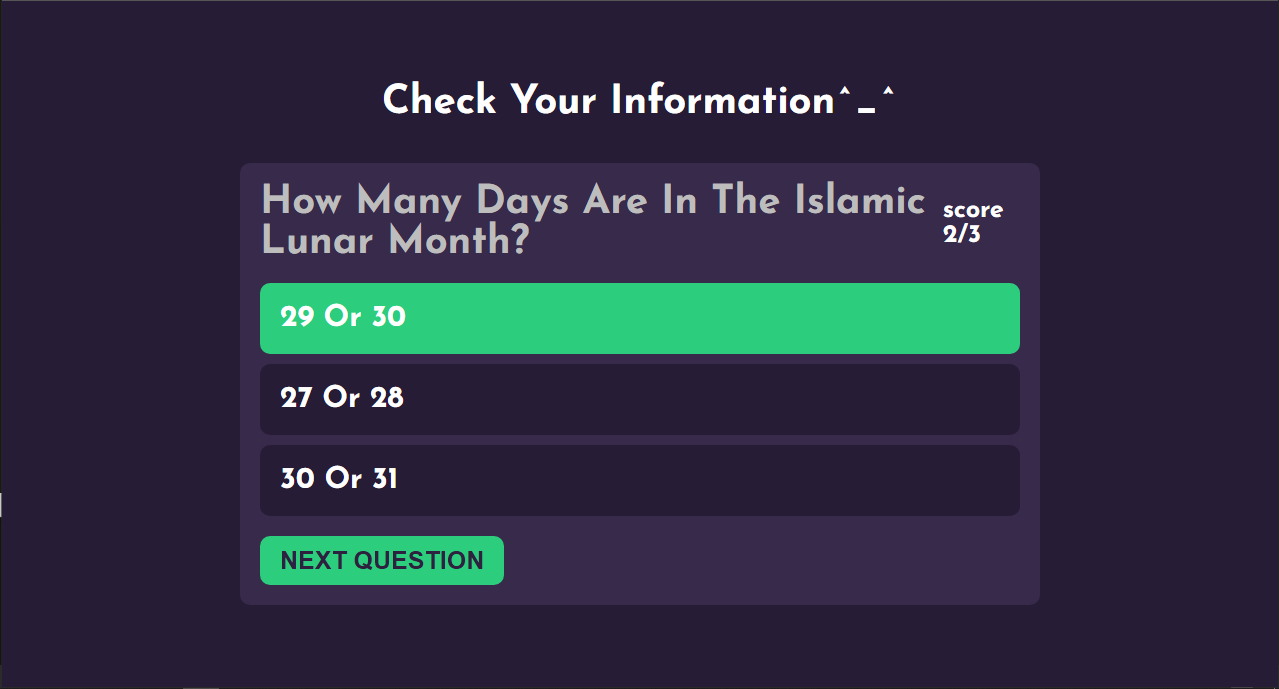 Check Your Information^_^
How Many Days Are In The Islamic
Lunar Month?
score
2/3
29 Or 30
27 Or 28
30 Or 31
NEXT QUESTION